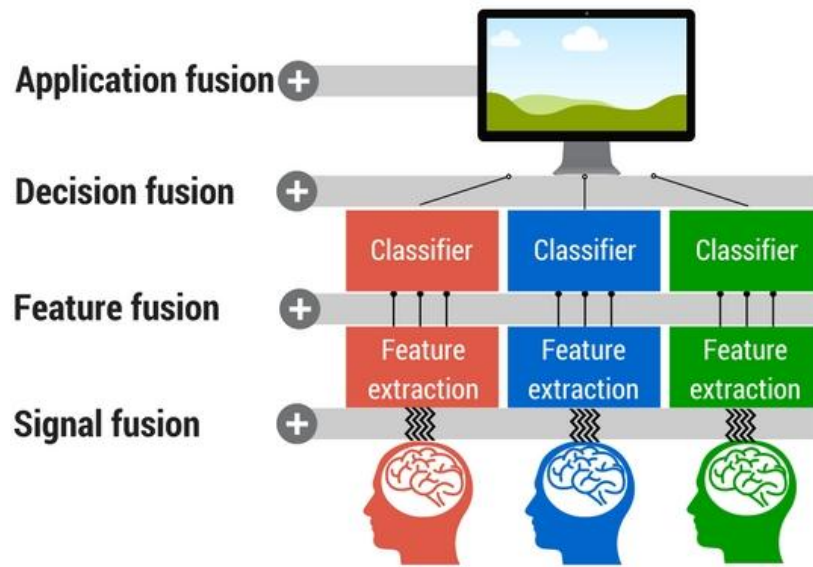 Application fusion
Decision fusion
Classifier Classifier Classifier
Feature fusion
Feature Feature Feature
extraction extraction extraction
Signal fusion